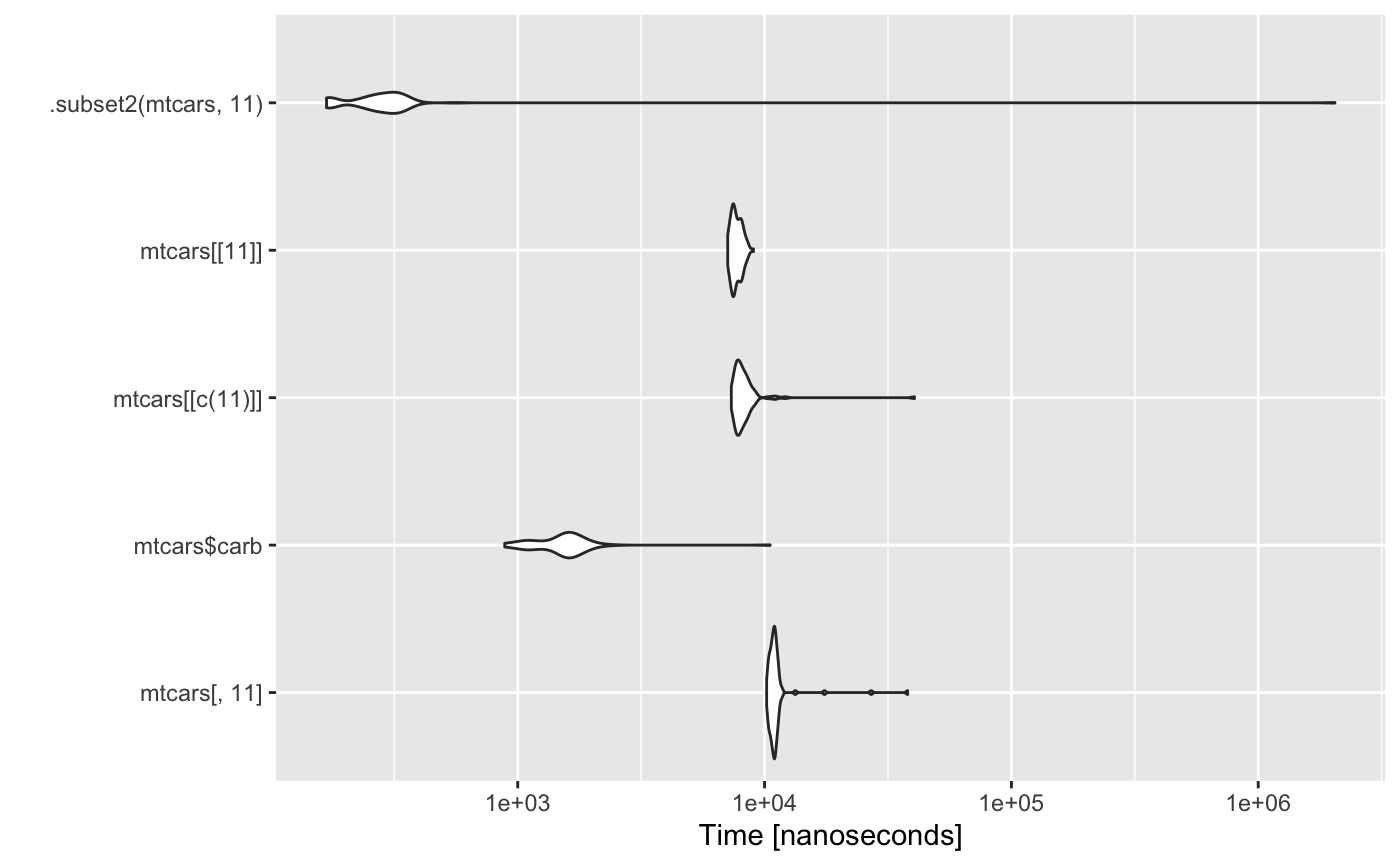 .subset2(mtcars, 11)
mtcars[[11]]
mtcars[[c(11)]]
mtcars$carb
mtcars[, 11]
1e+03 1e+04 1e+05 1e+06
Time [nanoseconds]